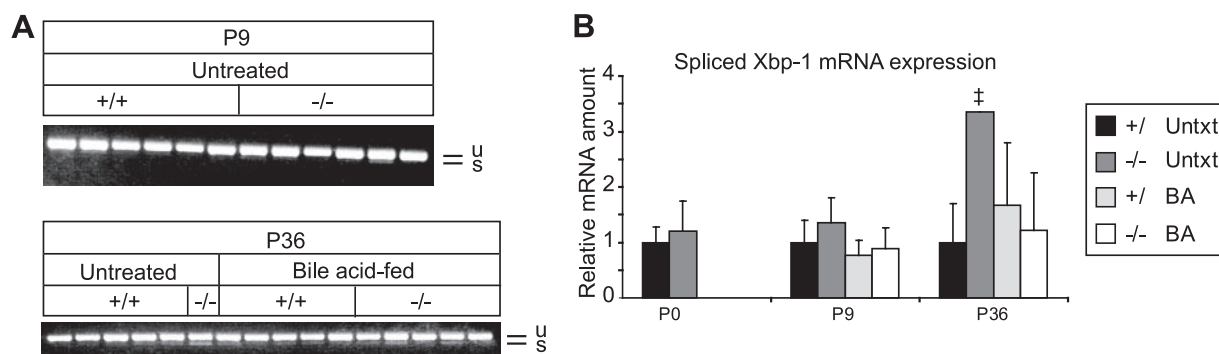 A
P9
Untreated
+/+ -/-
u
s
P36
Untreated Bile acid-fed
+/+ -/- +/+ -/-
u
s
B
Spliced Xbp-1 mRNA expression
Relative mRNA amount
4
3
2
1
0
‡
P0 P9 P36
+/ Untxt
-/- Untxt
+/ BA
-/- BA